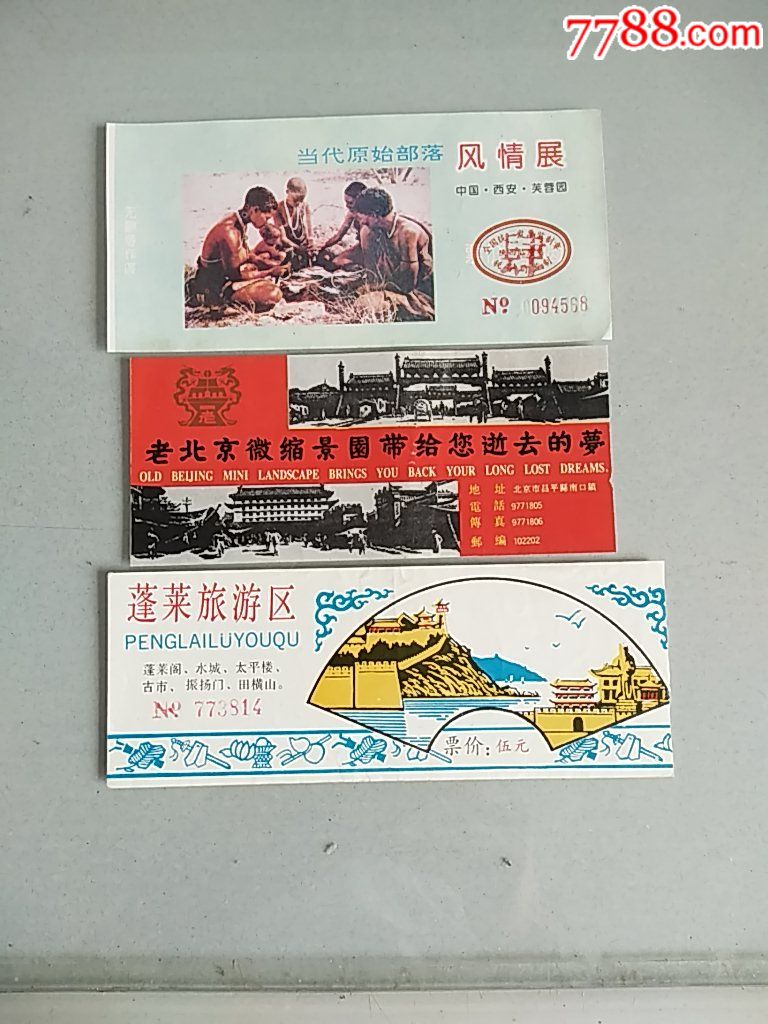 7788.com
当代原始部落 风情展
中国·西安·芙蓉园
No 094568
老北京微缩景園带给您逝去的夢
OLD BEIJING MINI LANDSCAPE BRINGS YOU BACK YOUR LONG LOST DREAMS.
地 址 北京市昌平縣南口鎮
電 話 9771805
傳 真 9771806
郵 編 102202
蓬莱旅游区
PENGLAILUYOUQU
蓬莱阁、水城、太平楼、
古市、振扬门、田横山。
No 773814
票价:伍元